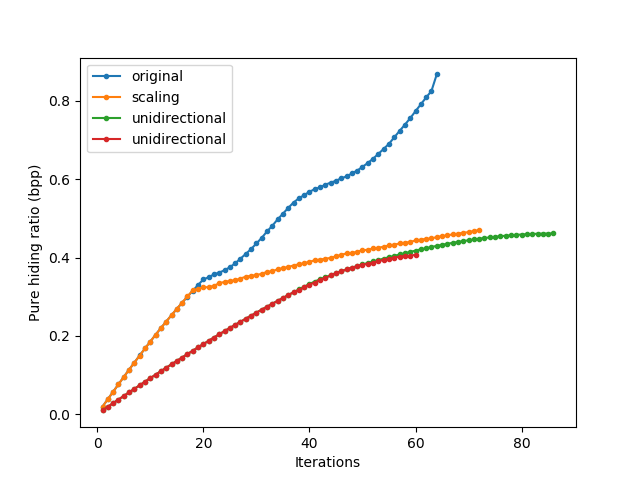 original
scaling
unidirectional
unidirectional
Pure hiding ratio (bpp)
0.8
0.6
0.4
0.2
0.0
0 20 40 60 80
Iterations